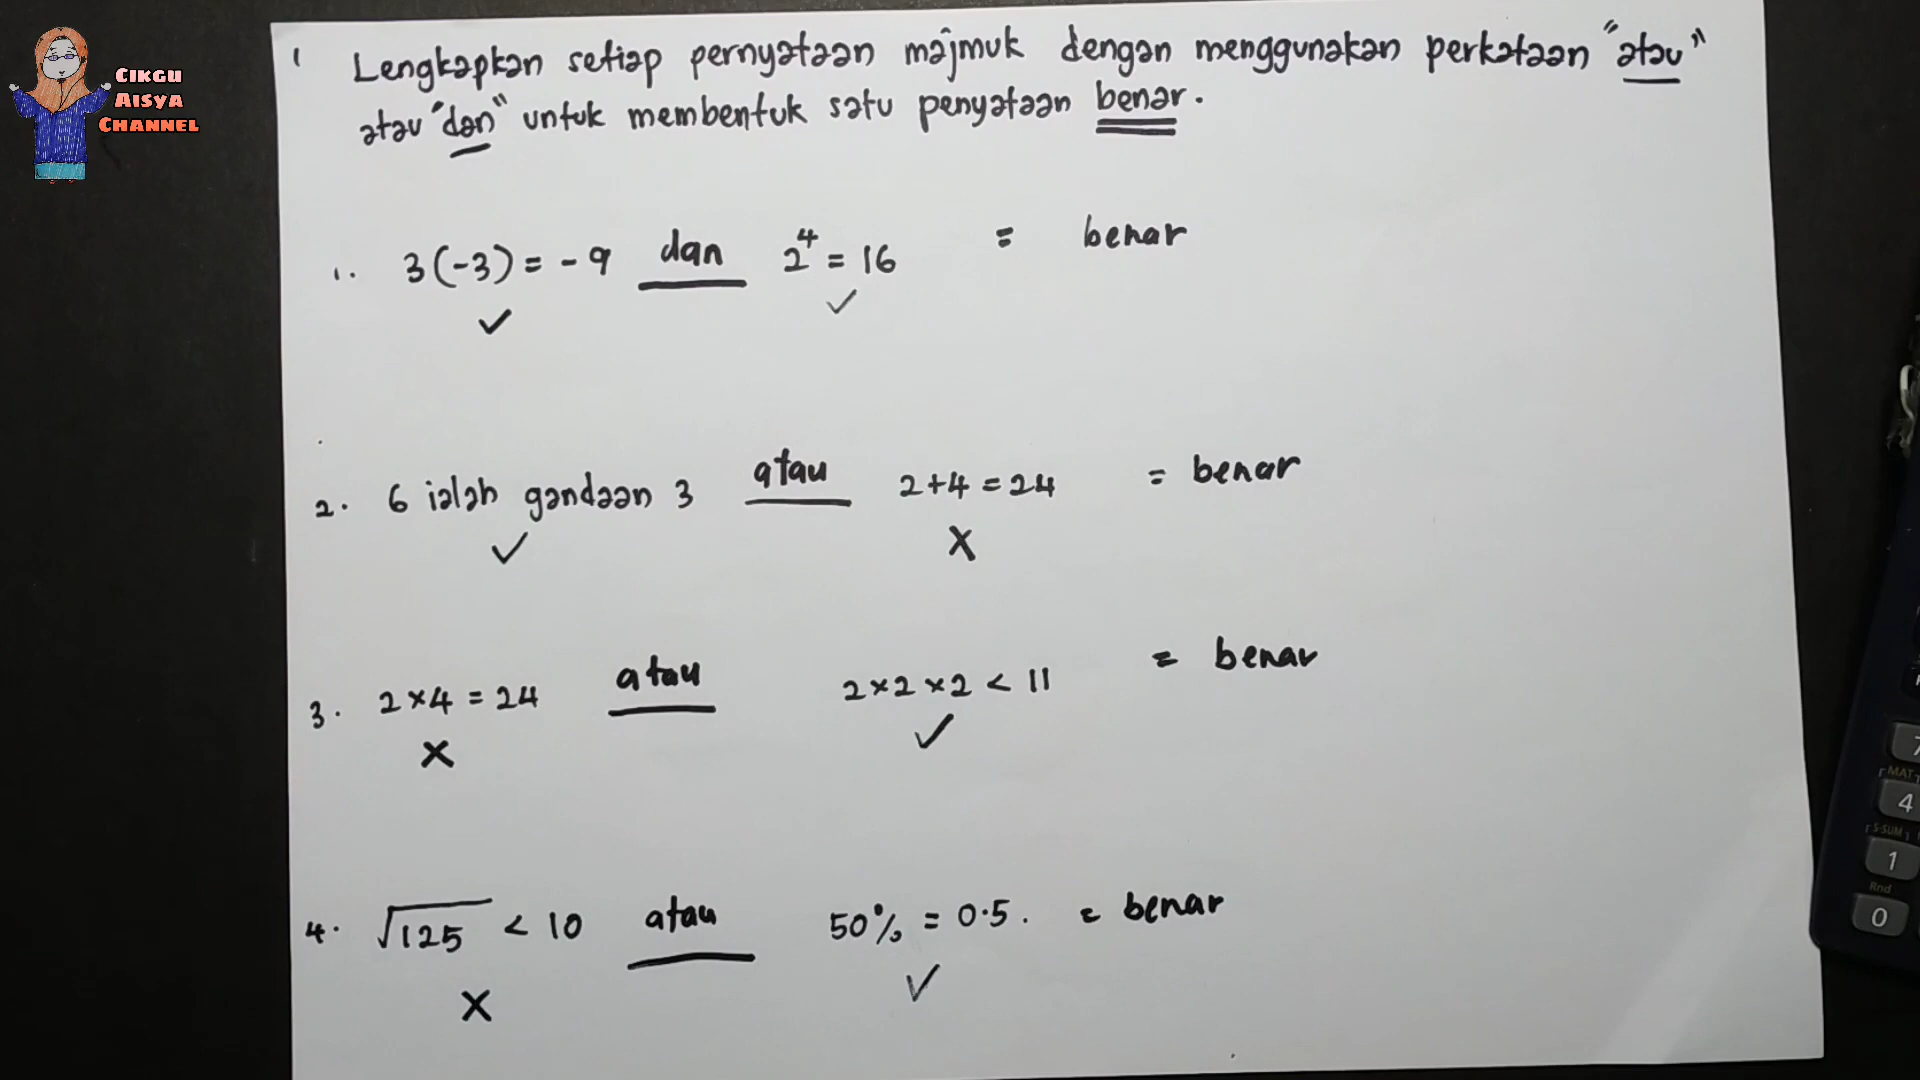 CIKGU
AISYA
CHANNEL
1 Lengkapkan setiap pernyataan majmuk dengan menggunakan perkataan "atau"
atau "dan" untuk membentuk satu penyataan benar.
1. 3(-3) = -9 dan 2⁴ = 16 = benar
✓ ✓
2. 6 ialah gandaan 3 atau 2+4 = 24 = benar
✓ X
3. 2×4 = 24 atau 2×2×2 < 11 = benar
X ✓
4. √125 < 10 atau 50% = 0.5. = benar
X ✓
7
MAT
4
S-SUM
1
Rnd
0